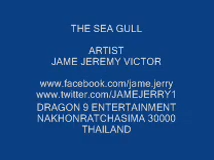 THE SEA GULL
ARTIST
JAME JEREMY VICTOR
www.facebook.com/jame.jerry
www.twitter.com/JAMEJERRY1
DRAGON 9 ENTERTAINMENT
NAKHONRATCHASIMA 30000
THAILAND